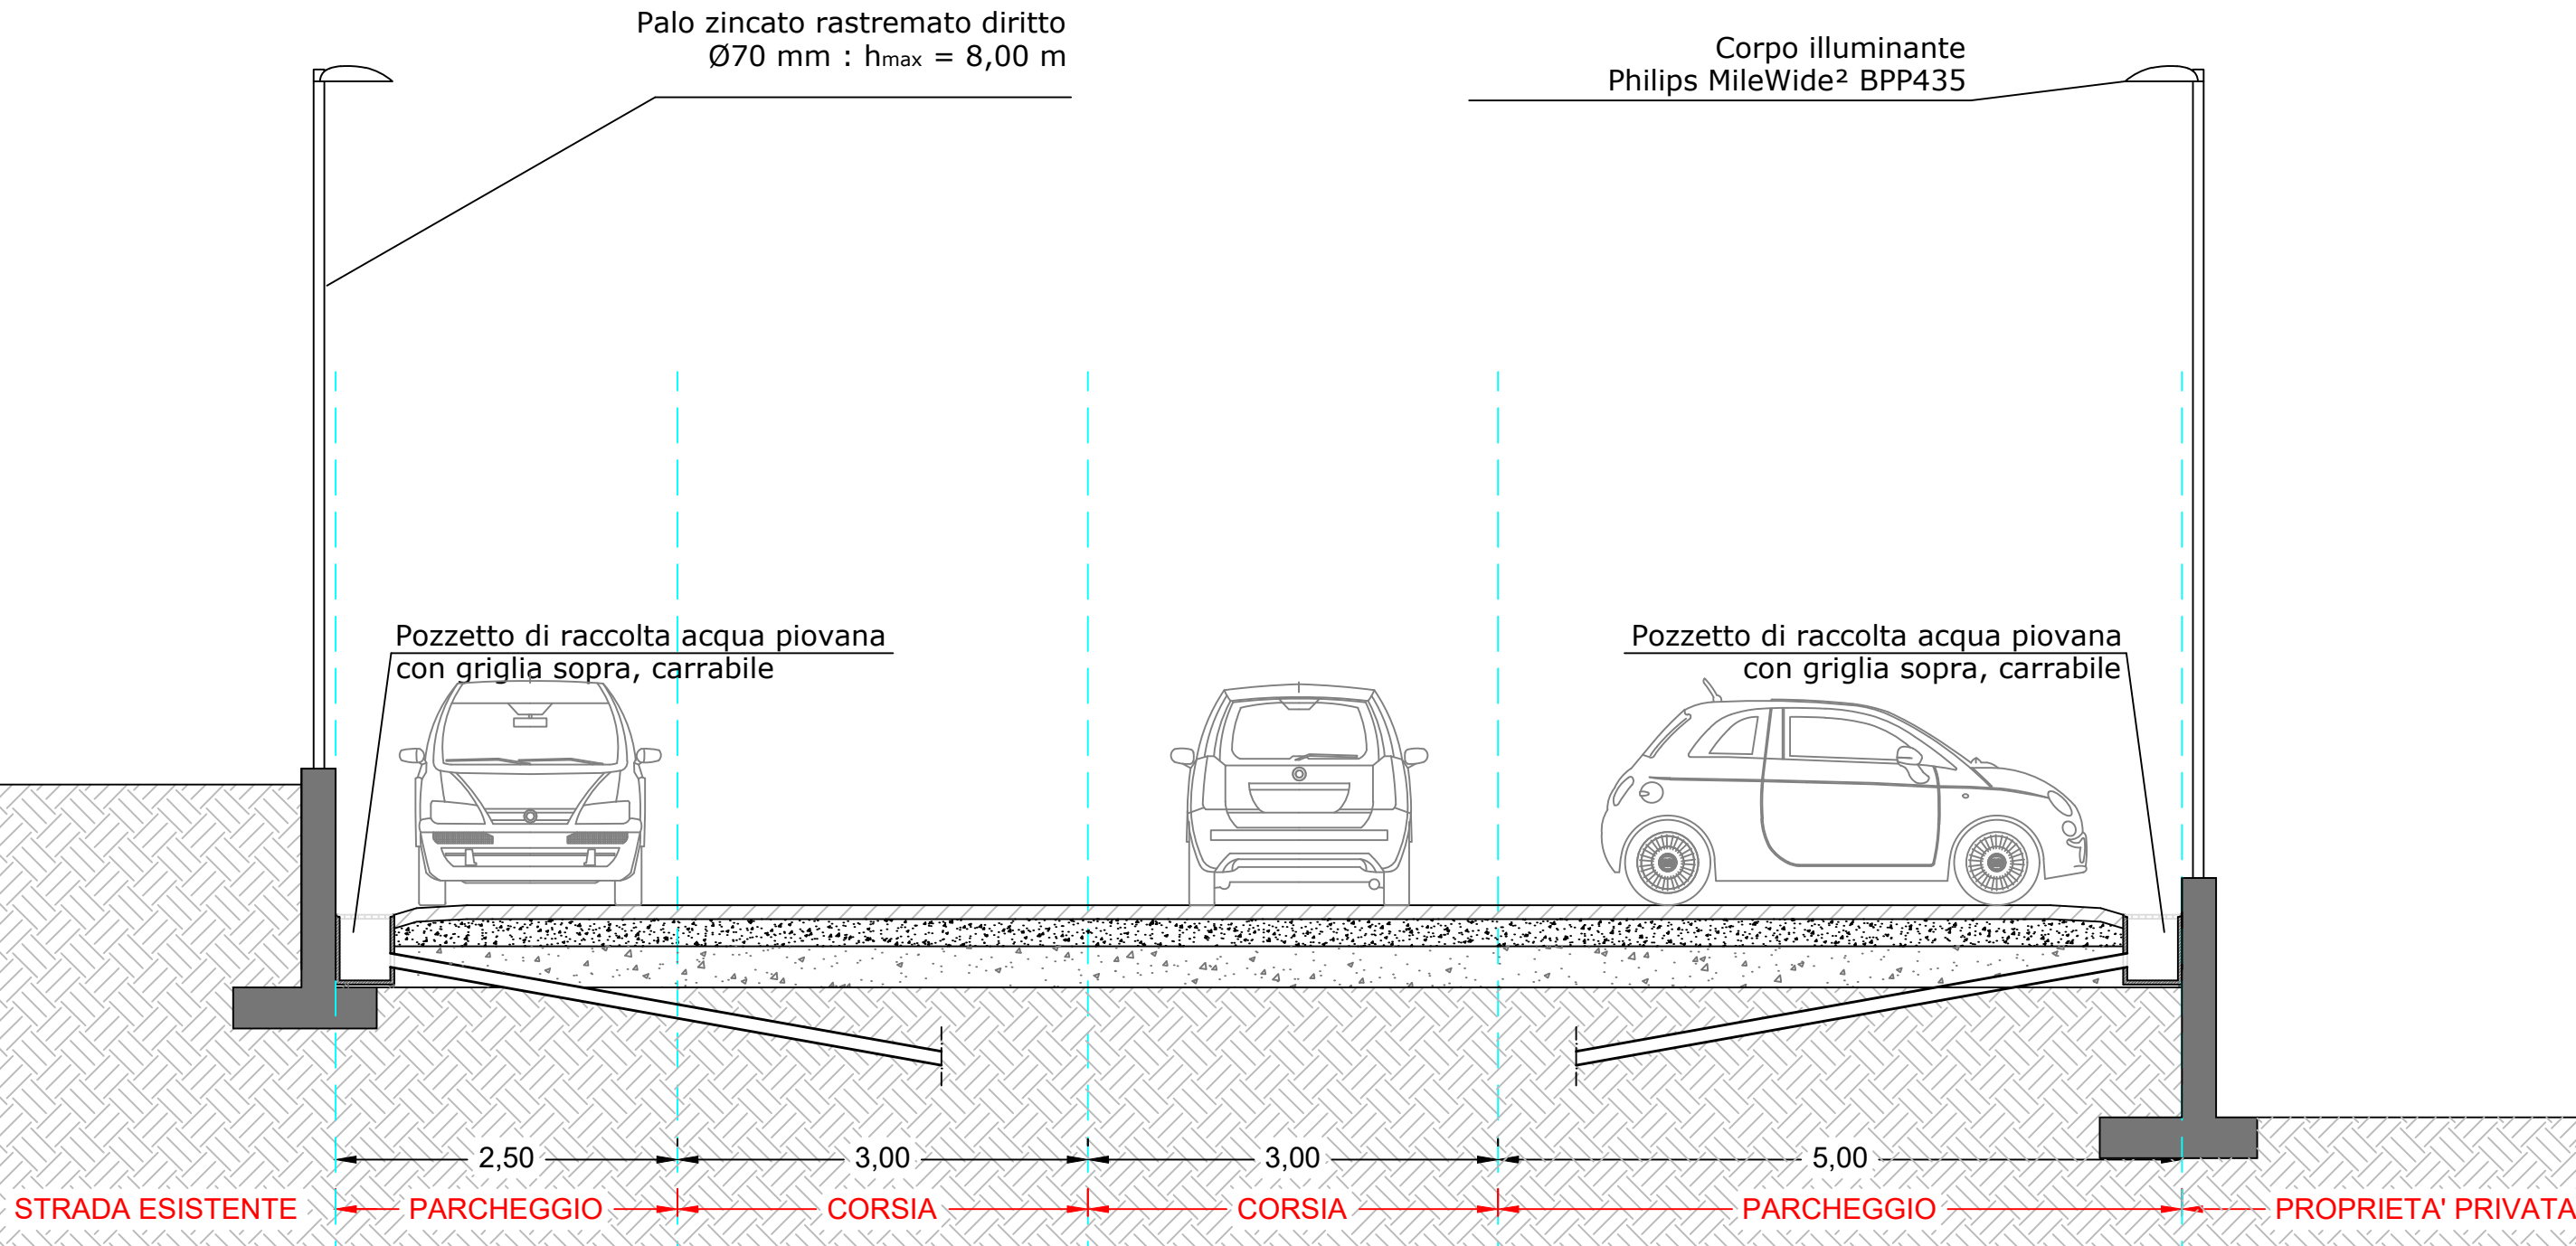 Palo zincato rastremato diritto
Ø70 mm : hmax = 8,00 m
Corpo illuminante
Philips MileWide² BPP435
Pozzetto di raccolta acqua piovana
con griglia sopra, carrabile
Pozzetto di raccolta acqua piovana
con griglia sopra, carrabile
2,50
3,00
3,00
5,00
STRADA ESISTENTE
PARCHEGGIO
CORSIA
CORSIA
PARCHEGGIO
PROPRIETA' PRIVATA